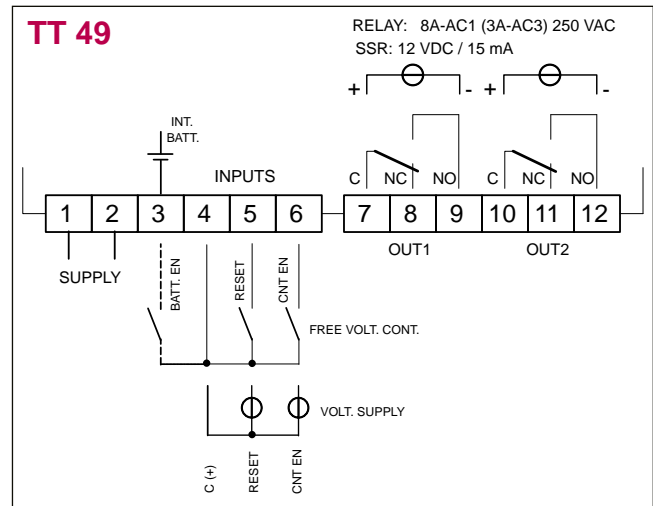 TT 49
RELAY: 8A-AC1 (3A-AC3) 250 VAC
SSR: 12 VDC / 15 mA
+ - + -
INT.
BATT.
INPUTS
C NC NO C NC NO
1 2 3 4 5 6 7 8 9 10 11 12
SUPPLY
OUT1 OUT2
BATT. EN
RESET
CNT EN
FREE VOLT. CONT.
VOLT. SUPPLY
C (+)
RESET
CNT EN